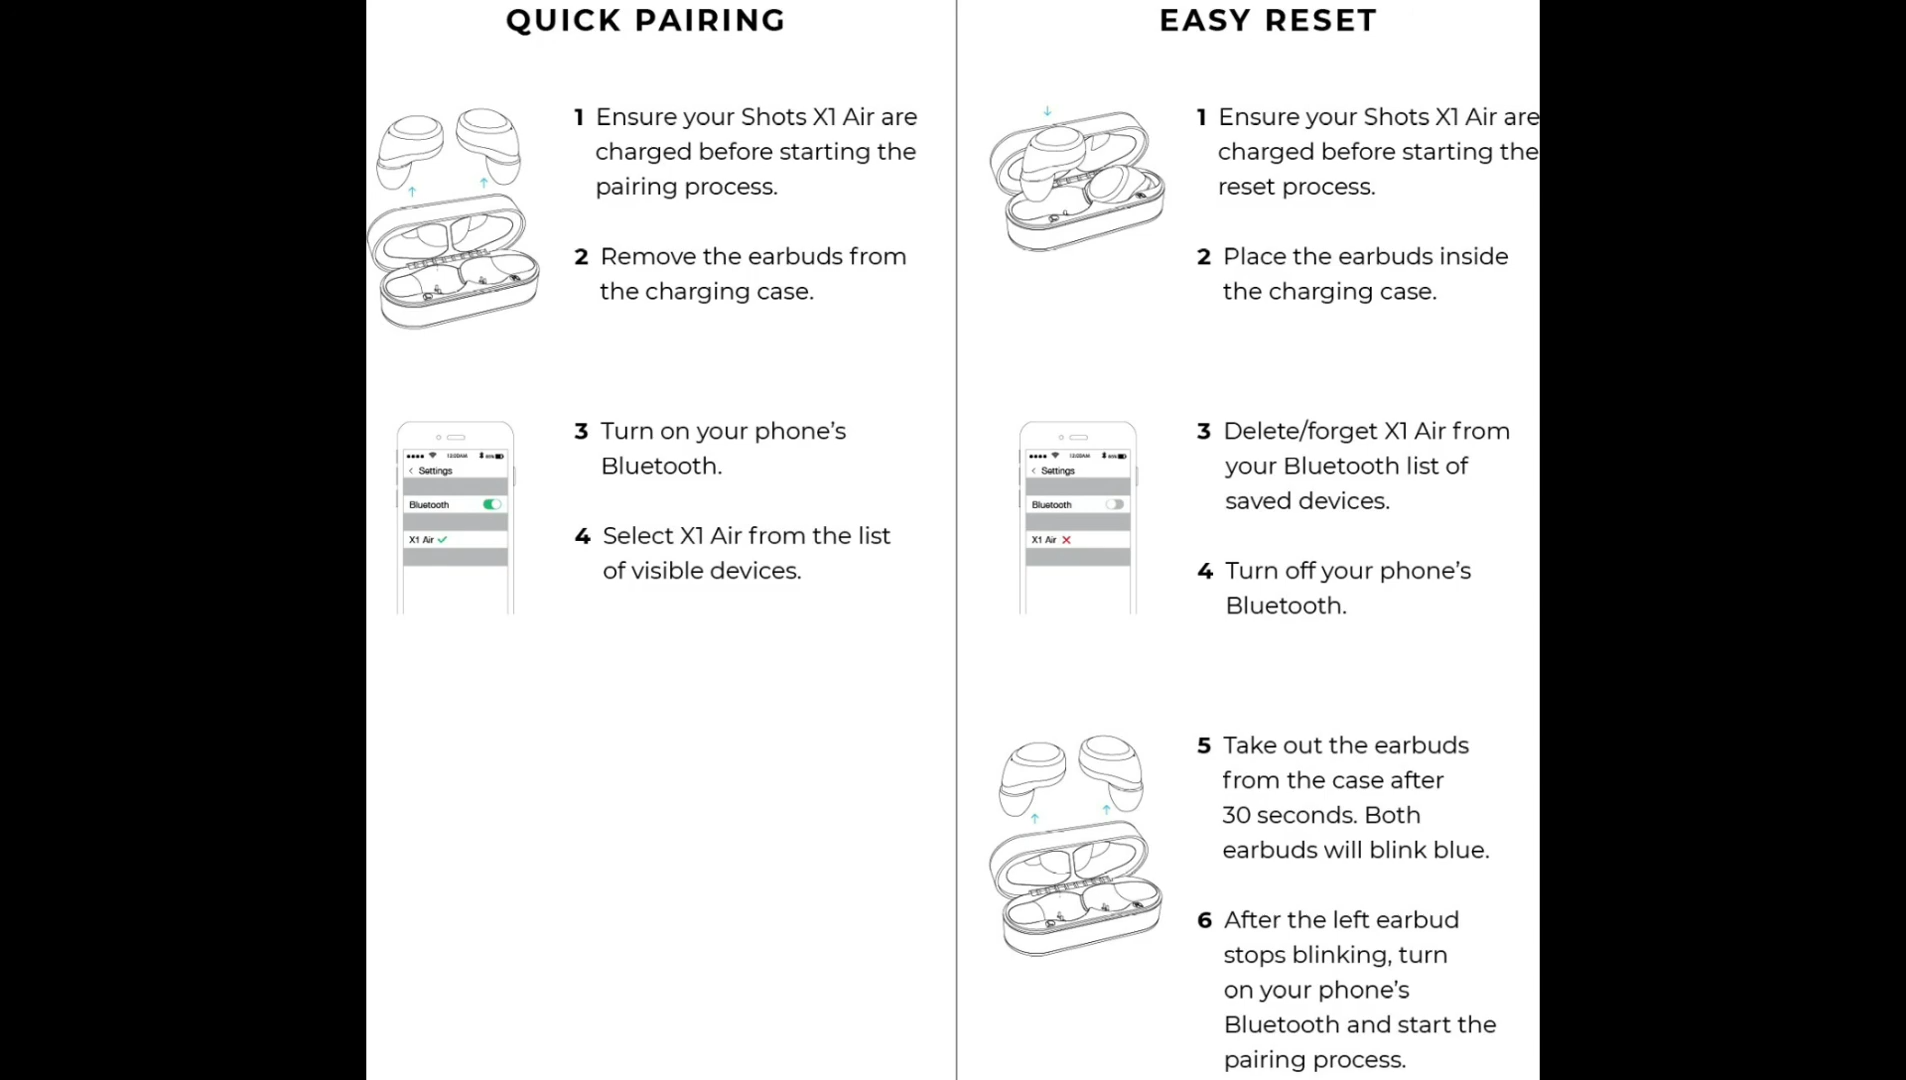 QUICK PAIRING
1 Ensure your Shots X1 Air are
charged before starting the
pairing process.
2 Remove the earbuds from
the charging case.
12:00AM
Settings
Bluetooth
X1 Air
3 Turn on your phone’s
Bluetooth.
4 Select X1 Air from the list
of visible devices.
EASY RESET
1 Ensure your Shots X1 Air are
charged before starting the
reset process.
2 Place the earbuds inside
the charging case.
12:00AM
Settings
Bluetooth
X1 Air
3 Delete/forget X1 Air from
your Bluetooth list of
saved devices.
4 Turn off your phone’s
Bluetooth.
5 Take out the earbuds
from the case after
30 seconds. Both
earbuds will blink blue.
6 After the left earbud
stops blinking, turn
on your phone’s
Bluetooth and start the
pairing process.